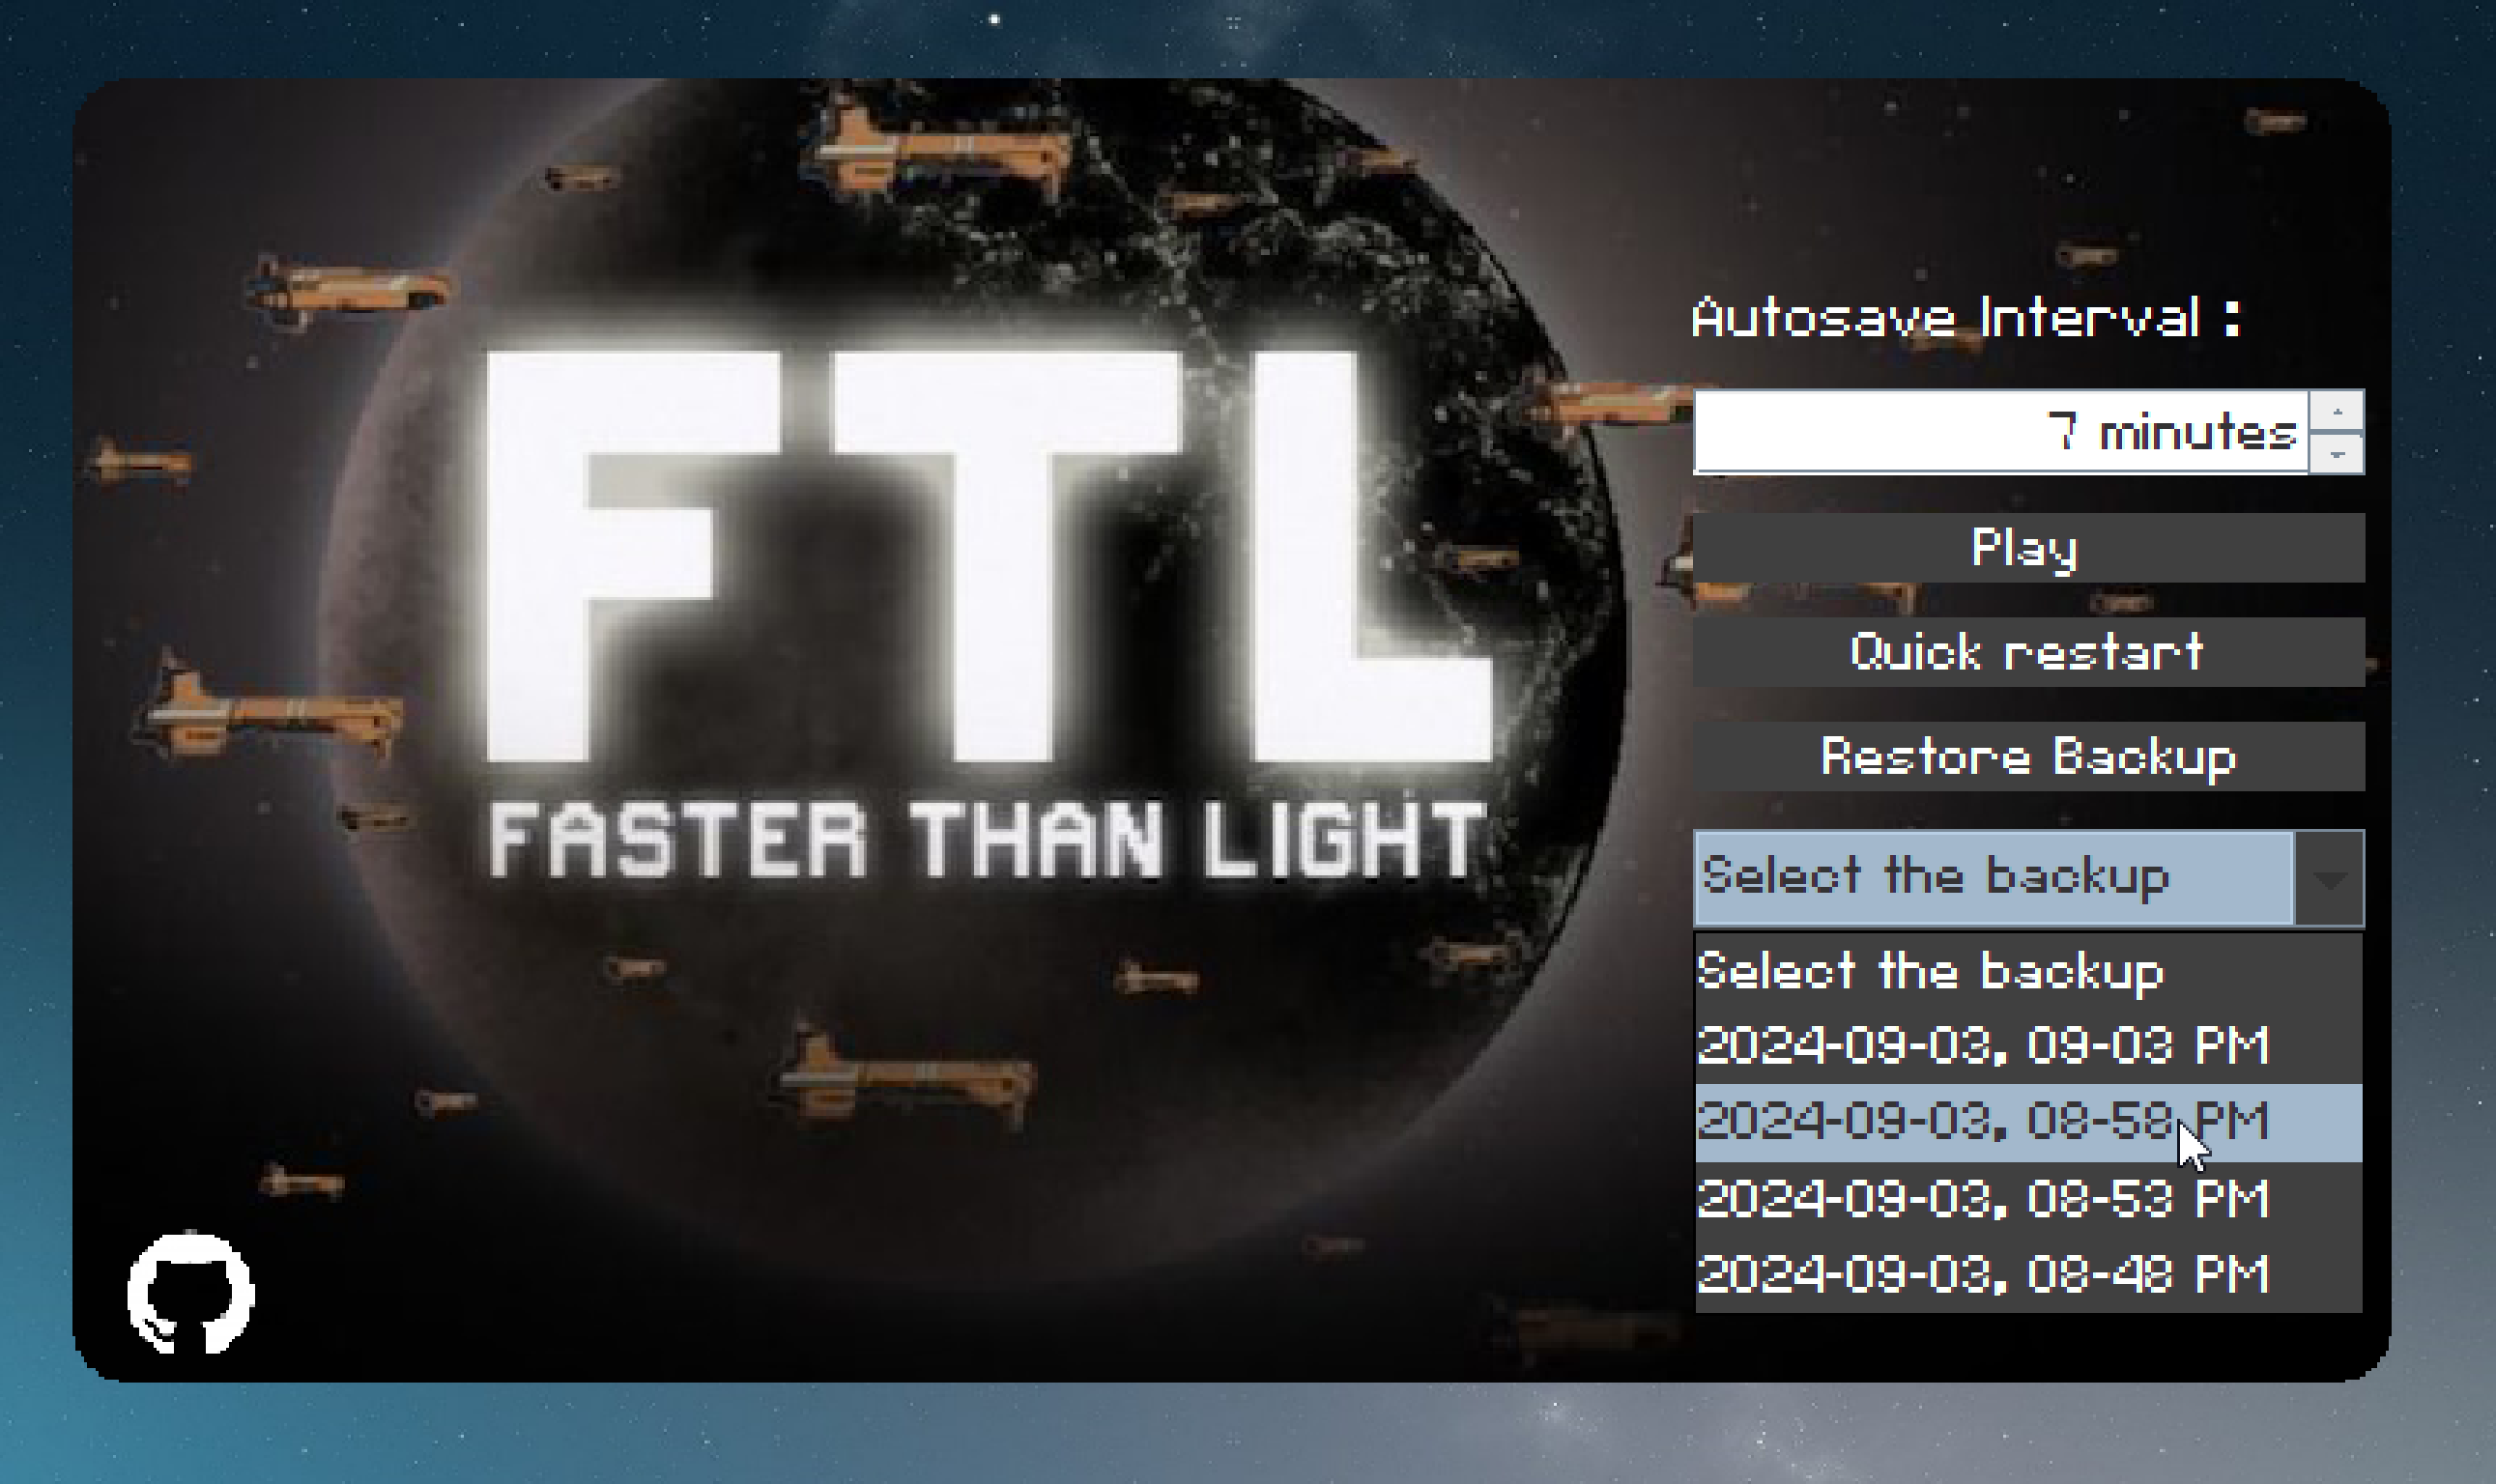 FTL
FASTER THAN LIGHT
Autosave Interval :
7 minutes
Play
Quick restart
Restore Backup
Select the backup
Select the backup
2024-09-03, 09-03 PM
2024-09-03, 08-58 PM
2024-09-03, 08-53 PM
2024-09-03, 08-48 PM